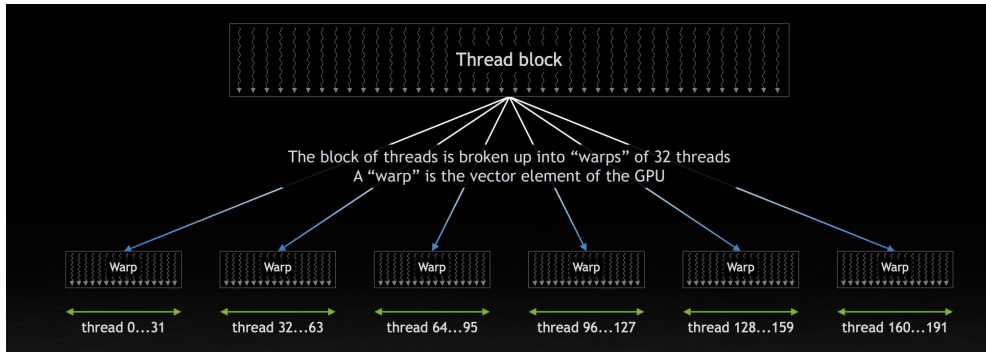 Thread block
The block of threads is broken up into “warps” of 32 threads
A “warp” is the vector element of the GPU
Warp Warp Warp Warp Warp Warp
thread 0...31 thread 32...63 thread 64...95 thread 96...127 thread 128...159 thread 160...191